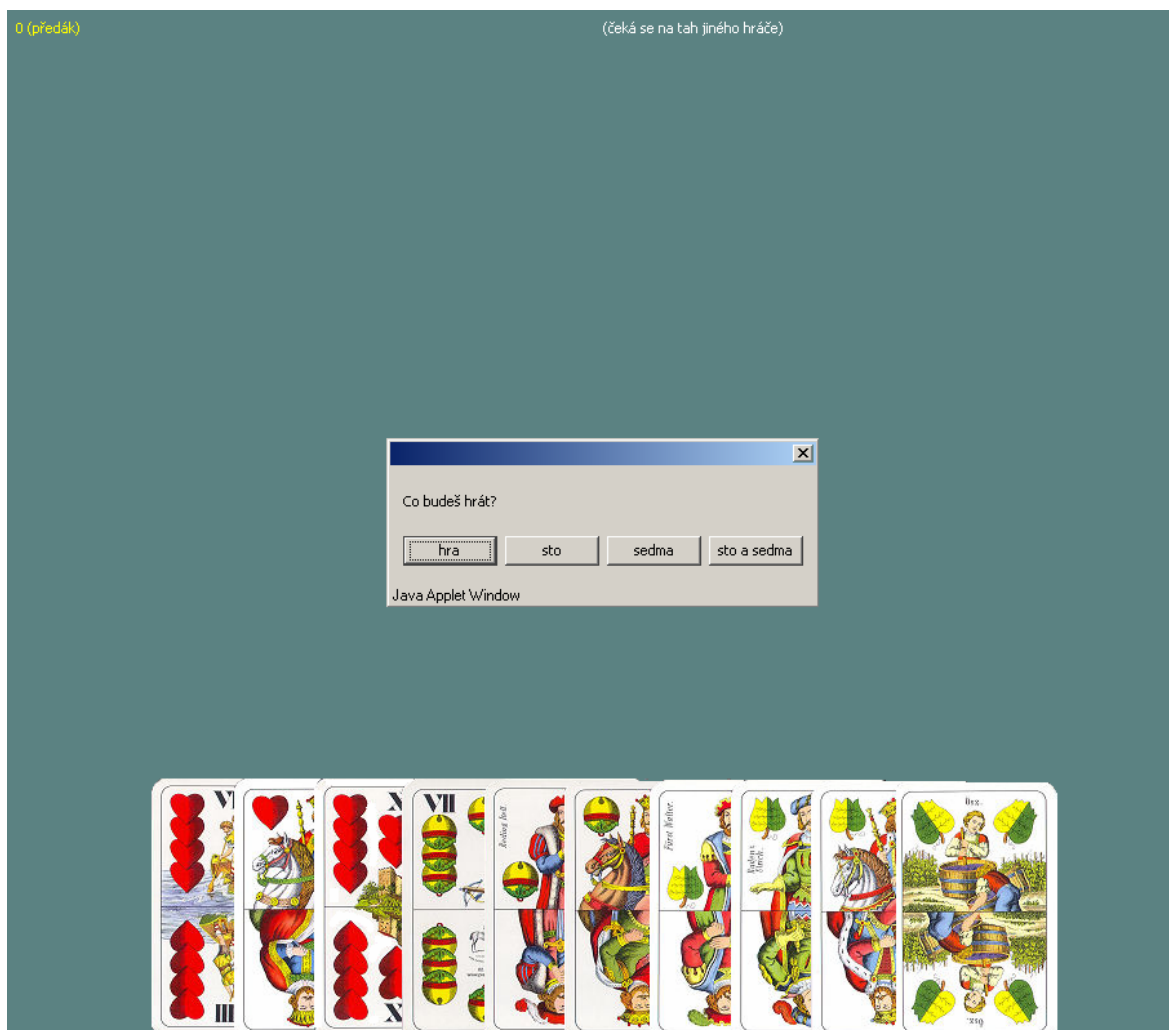 0 (předák)
(čeká se na tah jiného hráče)
Co budeš hrát?
hra
sto
sedma
sto a sedma
Java Applet Window
VII
X